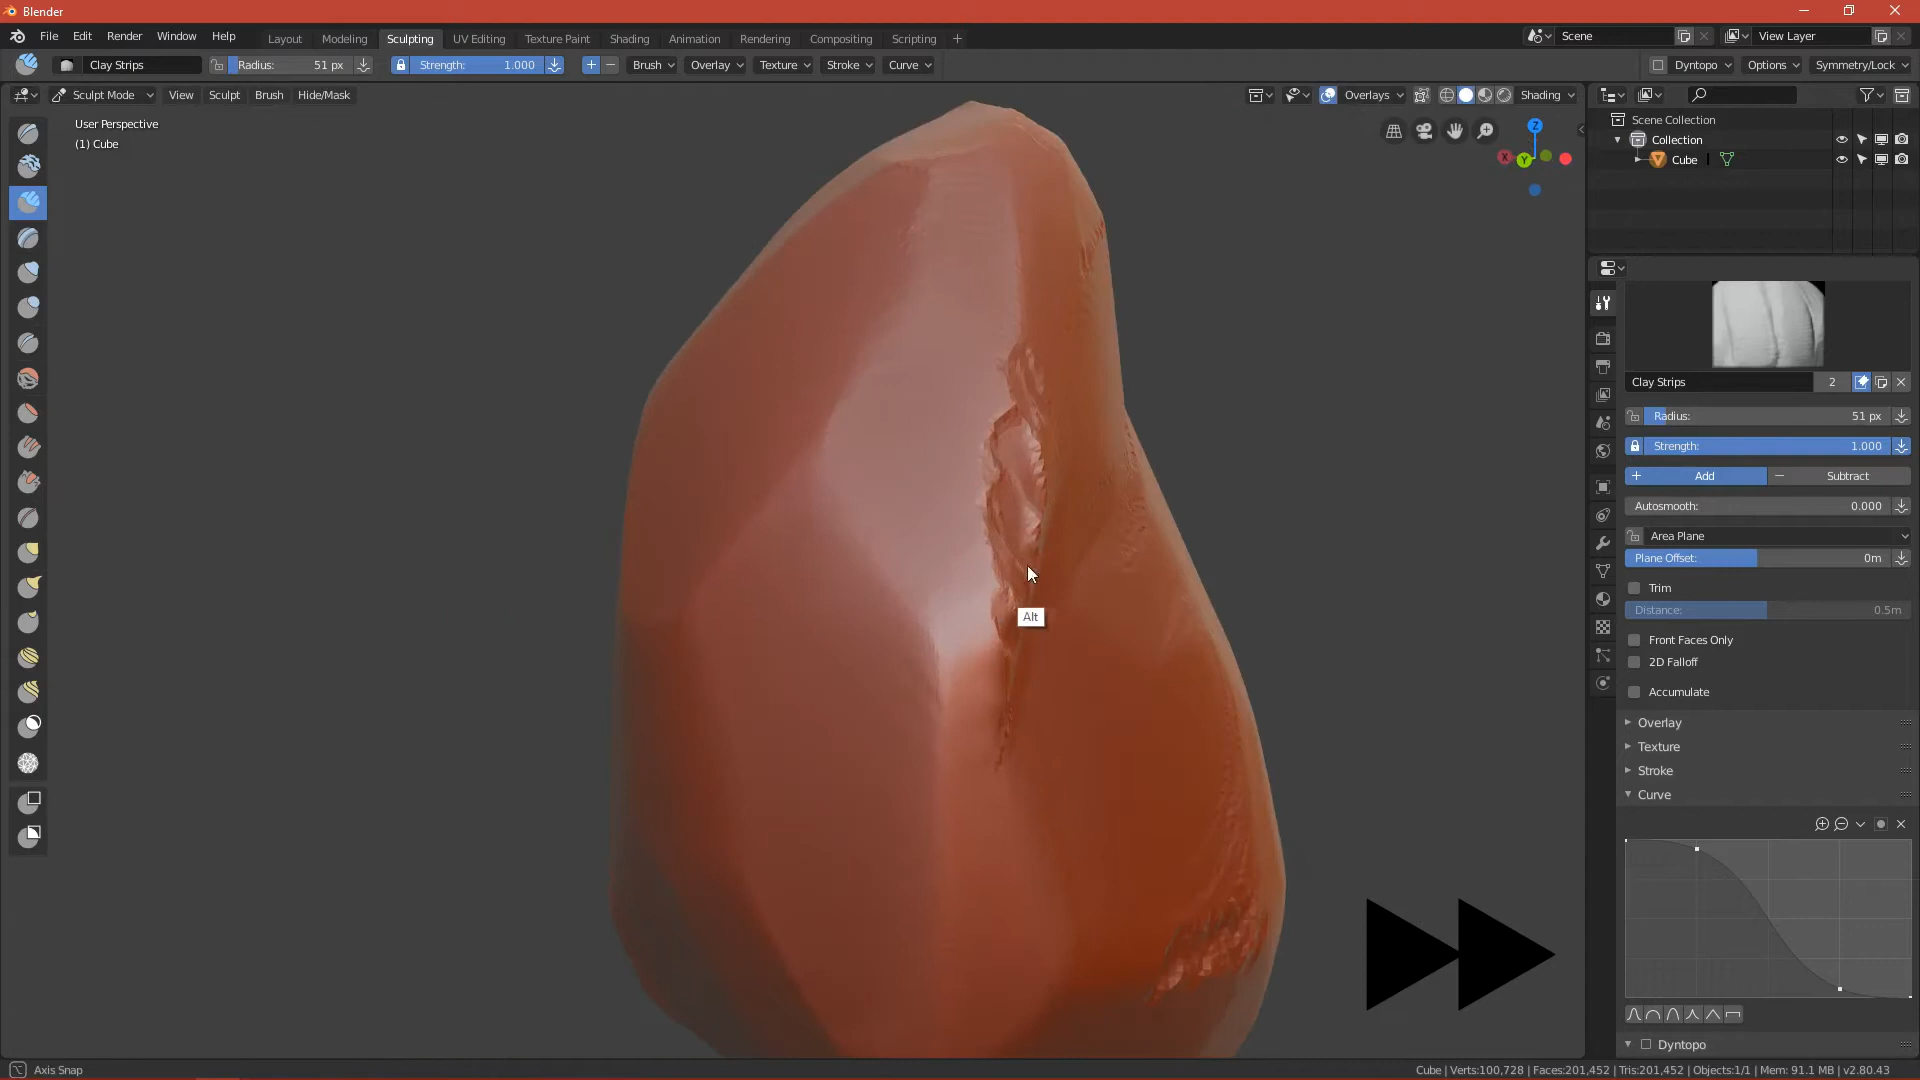 Blender
File Edit Render Window Help Layout Modeling Sculpting UV Editing Texture Paint Shading Animation Rendering Compositing Scripting Scene View Layer
Clay Strips Radius: 51 px Strength: 1.000 Brush Overlay Texture Stroke Curve Dyntopo Options Symmetry/Lock
Sculpt Mode View Sculpt Brush Hide/Mask Overlays Shading
User Perspective
(1) Cube
Z
X
Y
Scene Collection
Collection
Cube
Clay Strips 2
Radius: 51 px
Strength: 1.000
Add Subtract
Autosmooth: 0.000
Area Plane
Plane Offset: 0m
Trim
Distance: 0.5m
Front Faces Only
2D Falloff
Accumulate
Overlay
Texture
Stroke
Curve
Dyntopo
Alt
Axis Snap
Cube | Verts:100,728 | Faces:201,452 | Tris:201,452 | Objects:1/1 | Mem: 91.1 MB | v2.80.43